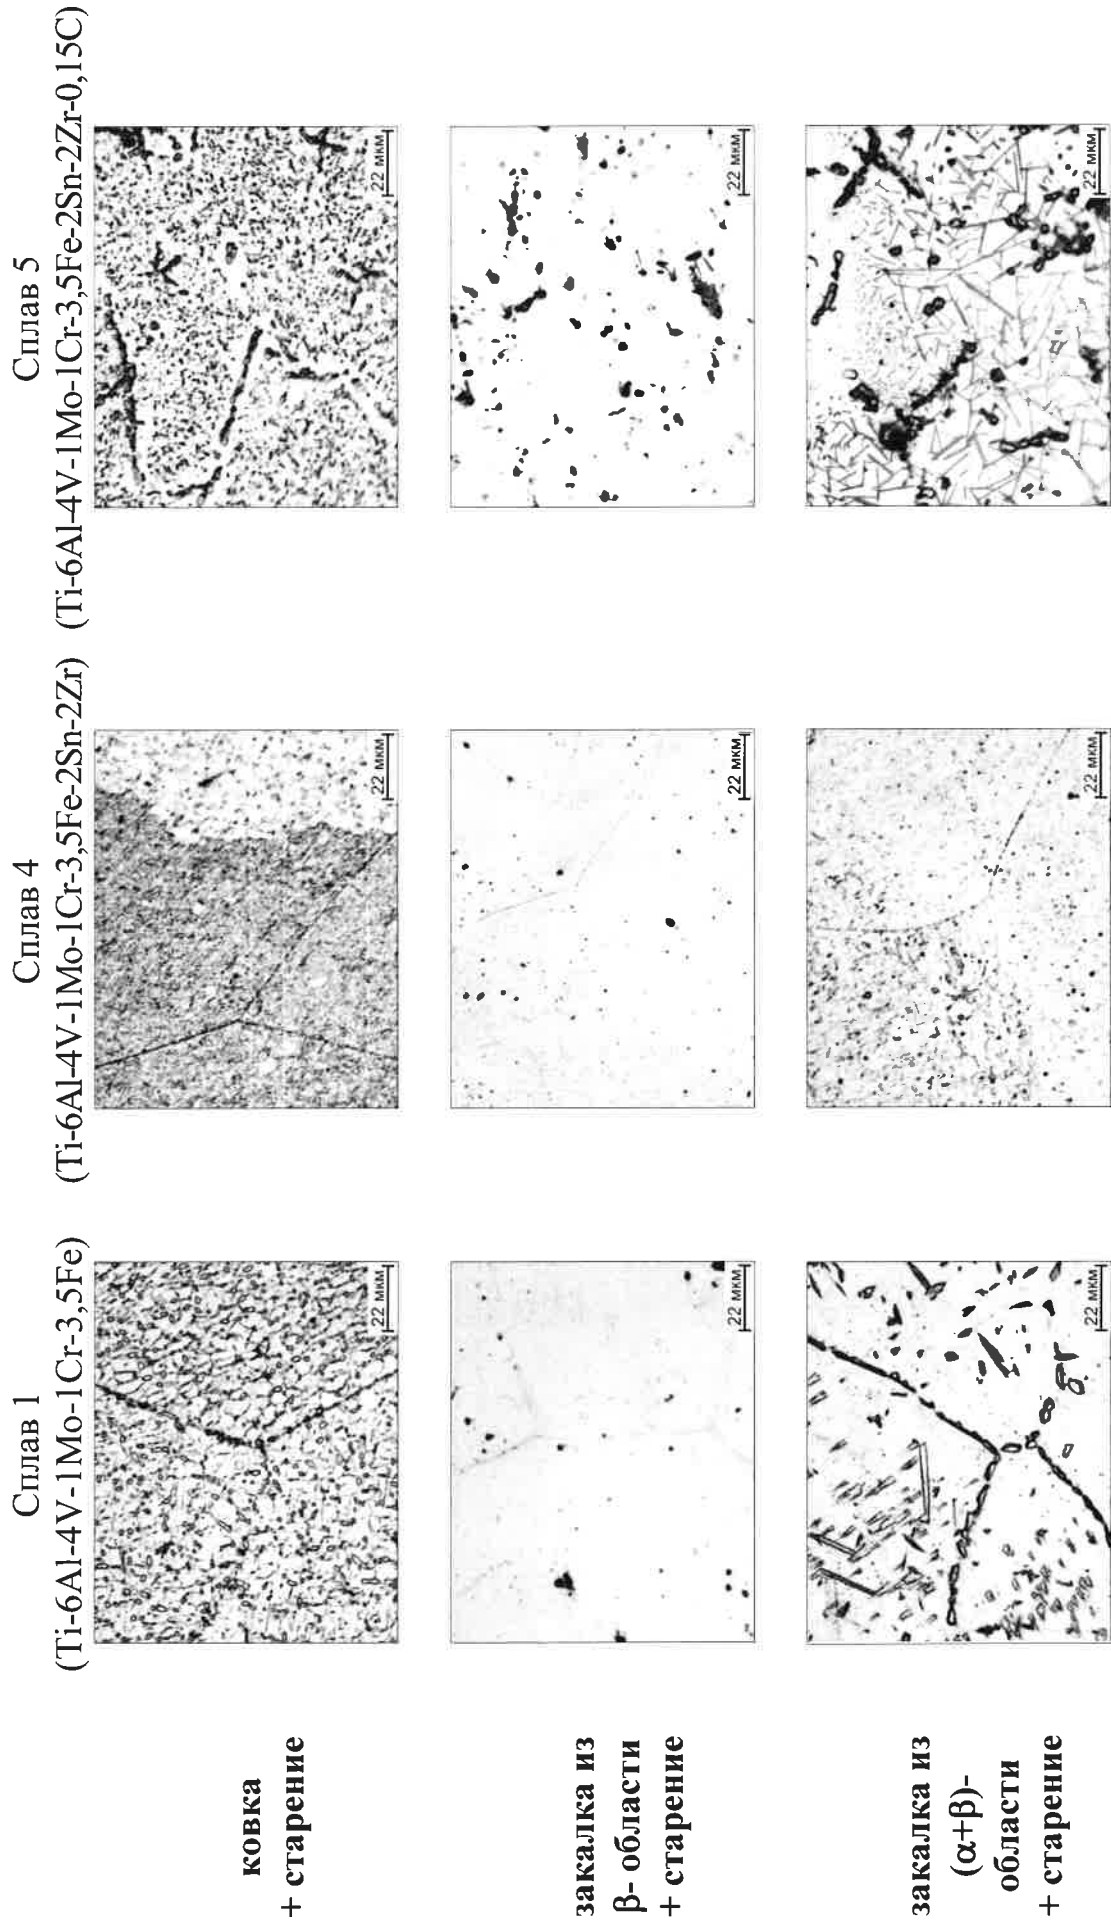 Сплав 1
(Ti-6Al-4V-1Mo-1Cr-3,5Fe)
Сплав 4
(Ti-6Al-4V-1Mo-1Cr-3,5Fe-2Sn-2Zr)
Сплав 5
(Ti-6Al-4V-1Mo-1Cr-3,5Fe-2Sn-2Zr-0,15C)
ковка
+ старение
22 мкм
22 мкм
22 мкм
закалка из
β- области
+ старение
22 мкм
22 мкм
22 мкм
закалка из
(α+β)-
области
+ старение
22 мкм
22 мкм
22 мкм